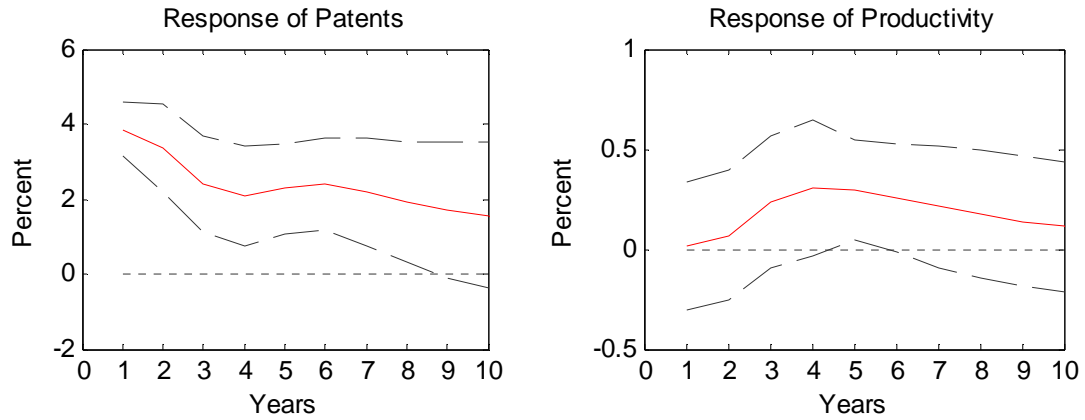 Response of Patents
6
4
2
0
-2
Percent
0 1 2 3 4 5 6 7 8 9 10
Years
Response of Productivity
1
0.5
0
-0.5
Percent
0 1 2 3 4 5 6 7 8 9 10
Years